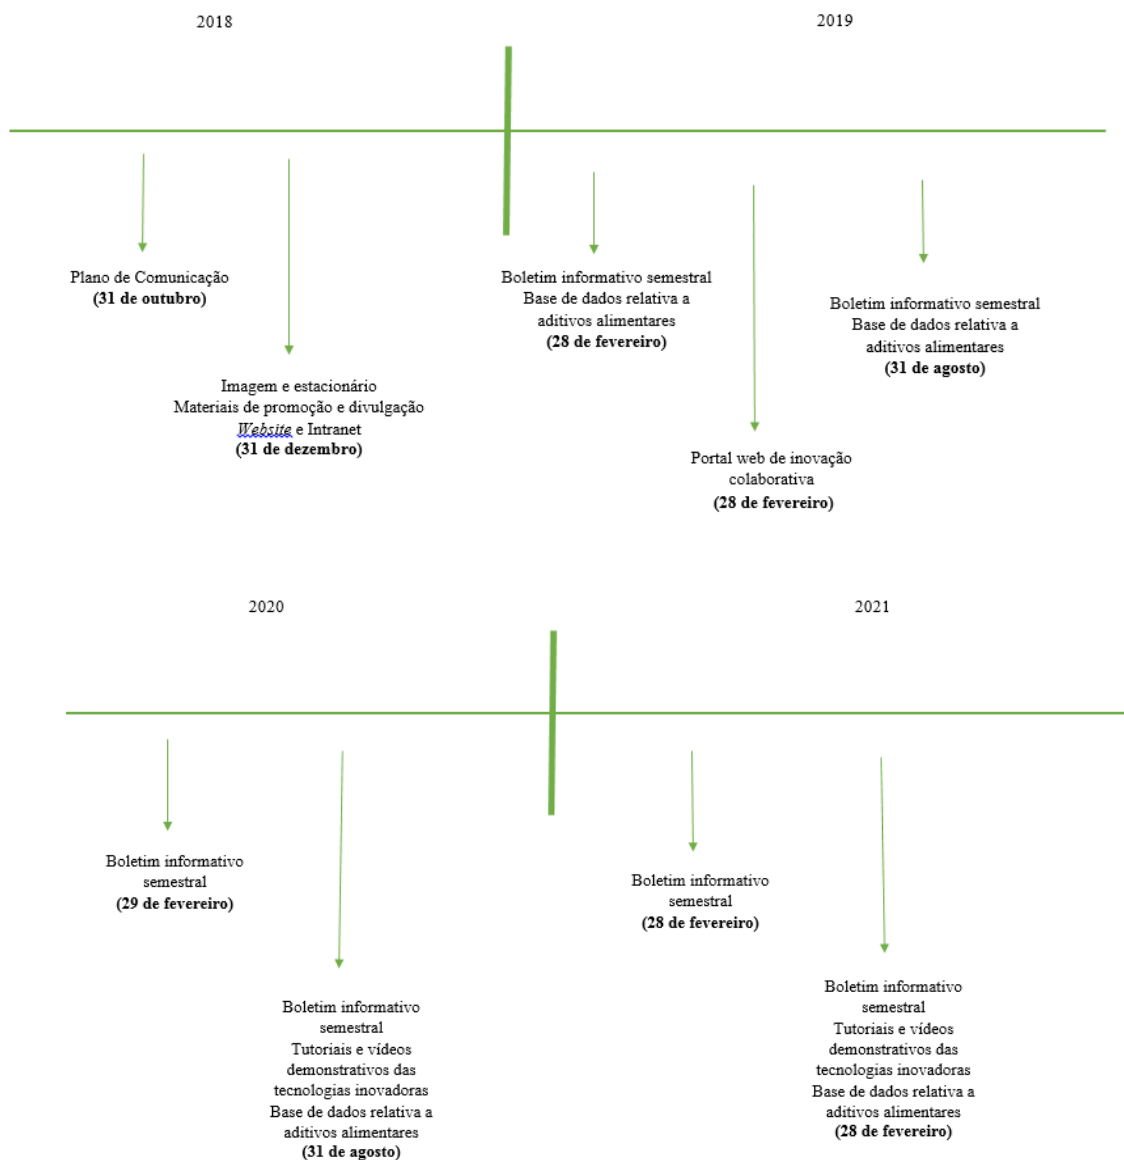 2018
2019
Plano de Comunicação
(31 de outubro)
Imagem e estacionário
Materiais de promoção e divulgação
Website e Intranet
(31 de dezembro)
Boletim informativo semestral
Base de dados relativa a
aditivos alimentares
(28 de fevereiro)
Portal web de inovação
colaborativa
(28 de fevereiro)
Boletim informativo semestral
Base de dados relativa a
aditivos alimentares
(31 de agosto)
2020
2021
Boletim informativo
semestral
(29 de fevereiro)
Boletim informativo
semestral
Tutoriais e vídeos
demonstrativos das
tecnologias inovadoras
Base de dados relativa a
aditivos alimentares
(31 de agosto)
Boletim informativo
semestral
(28 de fevereiro)
Boletim informativo
semestral
Tutoriais e vídeos
demonstrativos das
tecnologias inovadoras
Base de dados relativa a
aditivos alimentares
(28 de fevereiro)